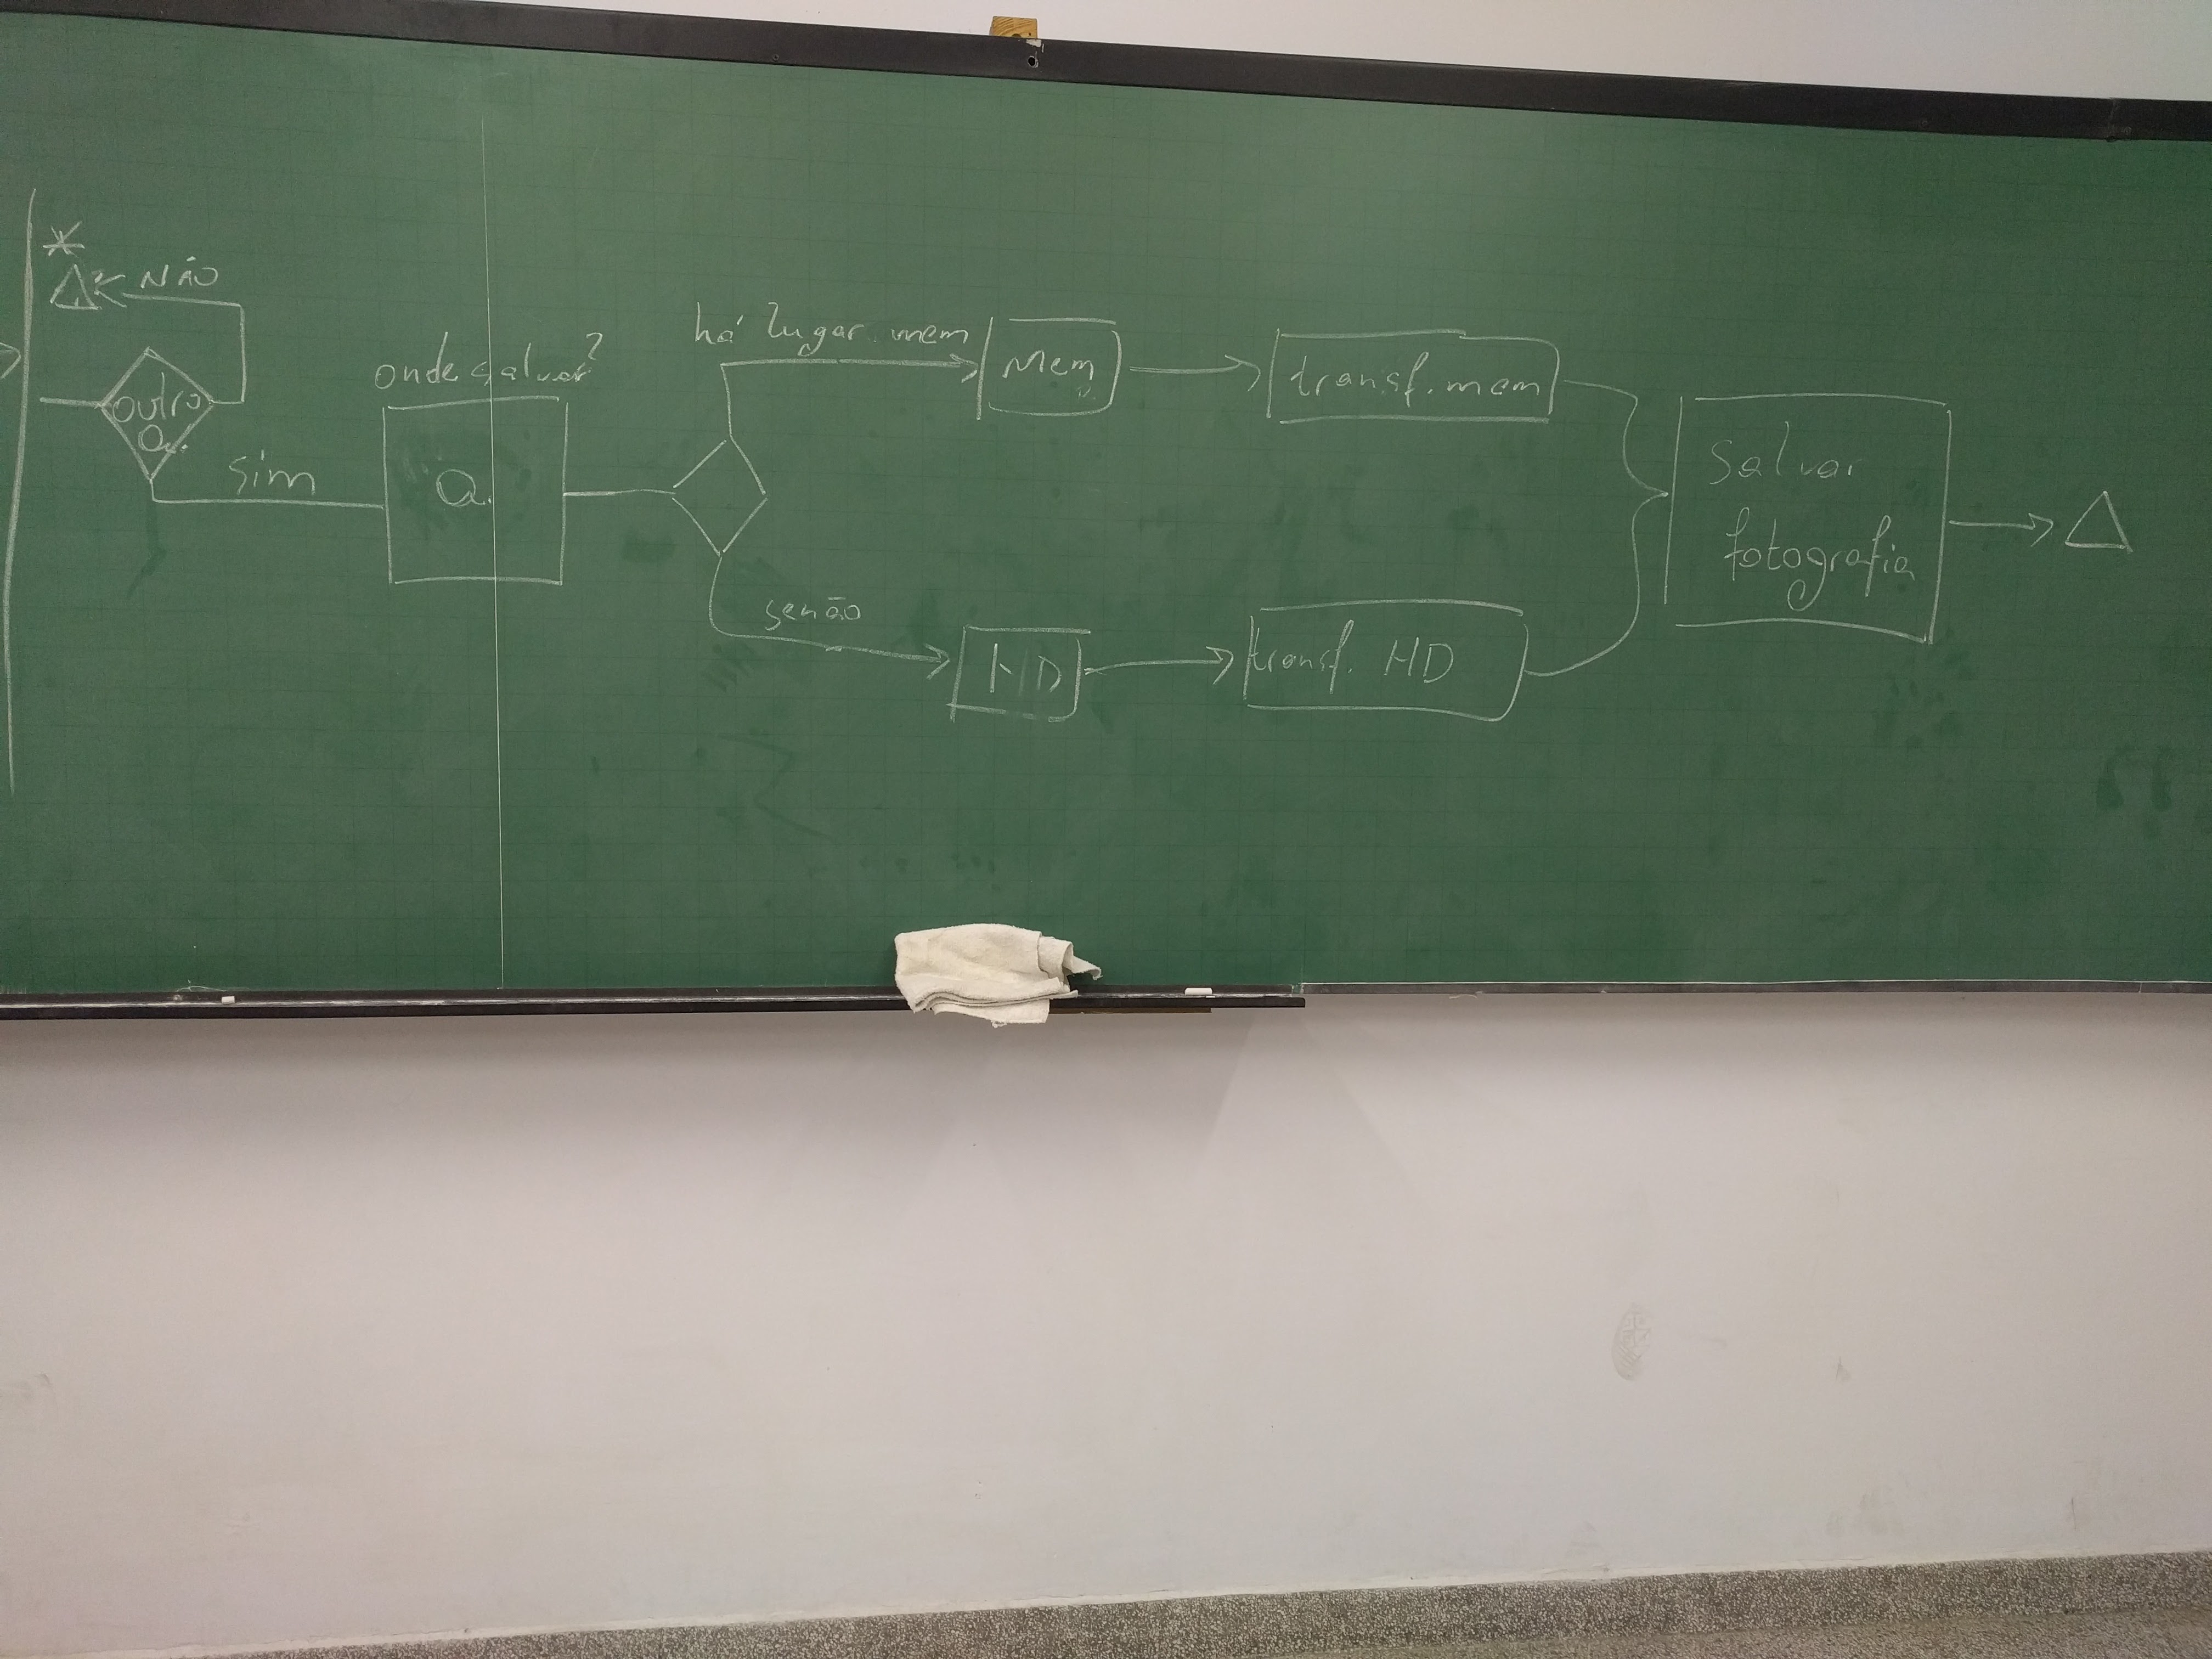 *
NÃO
outro
a.
sim
onde salvar?
a.
há lugar mem
Mem
transf. mem
senão
HD
transf. HD
Salvar
fotografia